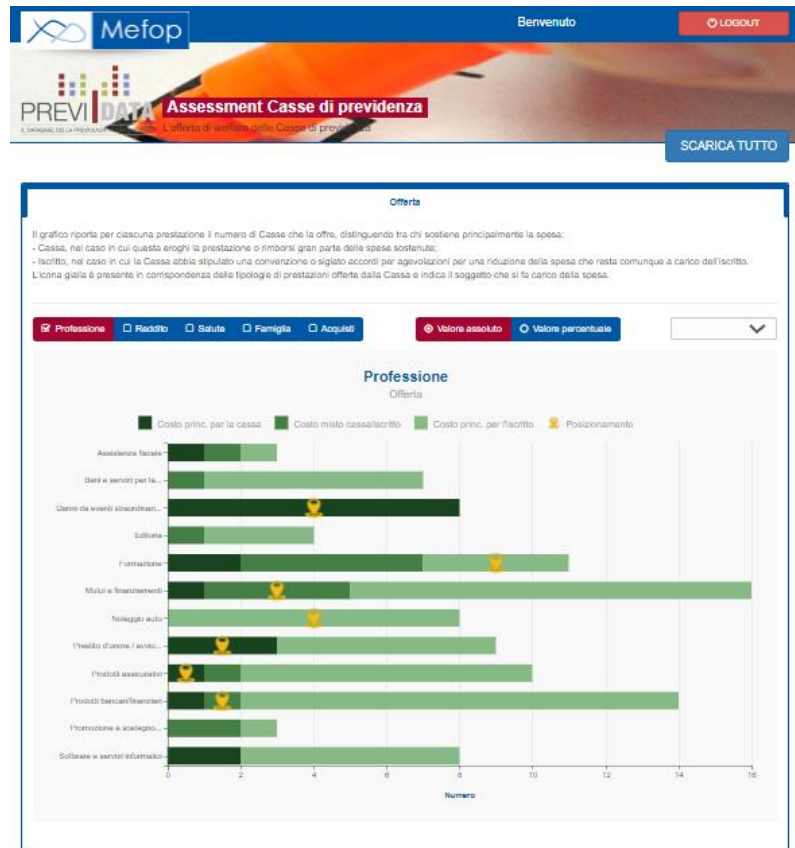 Mefop
Benvenuto
LOGOUT
PREVI DATA
Assessment Casse di previdenza
L'offerta di welfare delle Casse di previdenza
SCARICA TUTTO
Offerta
Il grafico riporta per ciascuna prestazione il numero di Casse che la offre, distinguendo tra chi sostiene principalmente la spesa:
- Cassa, nel caso in cui questa eroghi la prestazione o rimborsi gran parte delle spese sostenute;
- Iscritto, nel caso in cui la Cassa abbia stipulato una convenzione o siglato accordi per agevolazioni per una riduzione della spesa che resta comunque a carico dell'iscritto.
L'icona gialla è presente in corrispondenza delle tipologie di prestazioni offerte dalla Cassa e indica il soggetto che si fa carico della spesa.
Professione Reddito Salute Famiglia Acquisti Valore assoluto Valore percentuale
Professione
Offerta
Costo princ. per la cassa Costo misto cassa/iscritto Costo princ. per l'iscritto Posizionamento
Assistenza fiscale
Beni e servizi per la...
Danni da eventi straordinari...
Editoria
Formazione
Mutui e finanziamenti
Noleggio auto
Prestito d'onore / avvio...
Prodotti assicurativi
Prodotti bancari/finanziari
Promozione e sostegno...
Software e servizi informatici
0 2 4 6 8 10 12 14 16
Numero